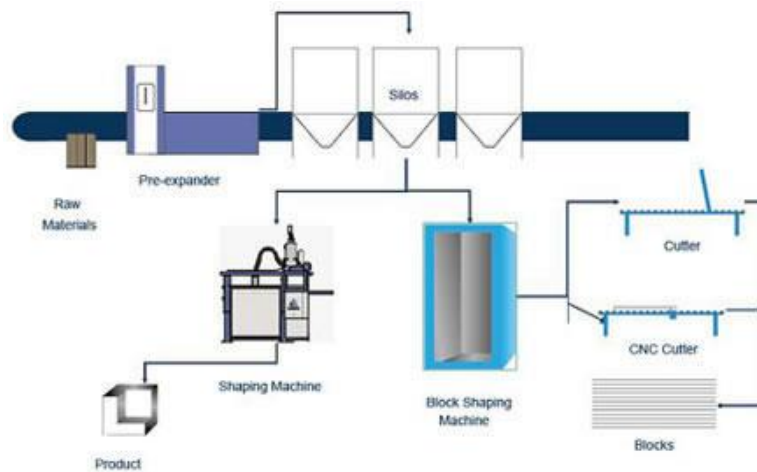 Silos
Pre-expander
Raw
Materials
Cutter
CNC Cutter
Shaping Machine
Block Shaping
Machine
Blocks
Product